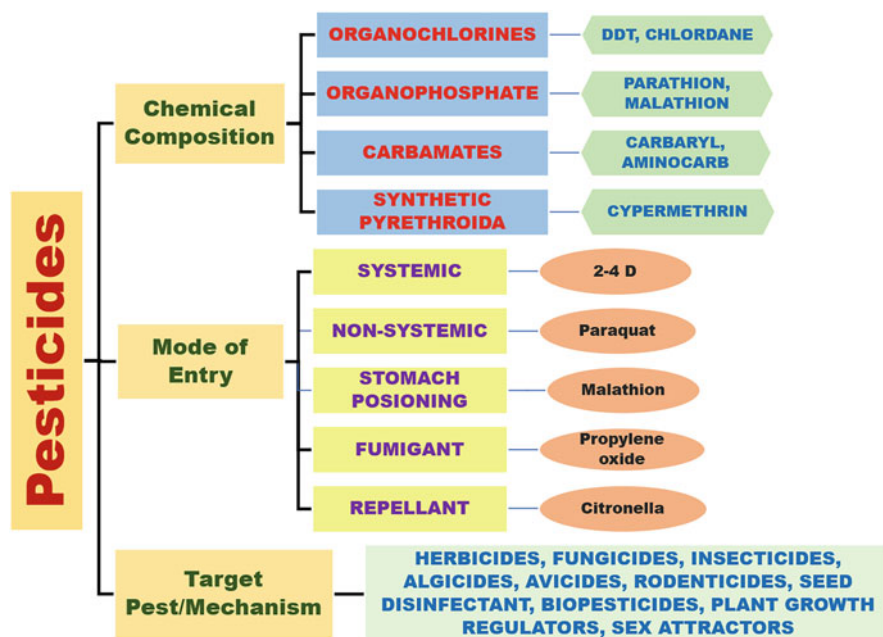 Pesticides
Chemical
Composition
ORGANOCHLORINES
DDT, CHLORDANE
ORGANOPHOSPHATE
PARATHION,
MALATHION
CARBAMATES
CARBARYL,
AMINOCARB
SYNTHETIC
PYRETHROIDA
CYPERMETHRIN
Mode of
Entry
SYSTEMIC
2-4 D
NON-SYSTEMIC
Paraquat
STOMACH
POSIONING
Malathion
FUMIGANT
Propylene
oxide
REPELLANT
Citronella
Target
Pest/Mechanism
HERBICIDES, FUNGICIDES, INSECTICIDES,
ALGICIDES, AVICIDES, RODENTICIDES, SEED
DISINFECTANT, BIOPESTICIDES, PLANT GROWTH
REGULATORS, SEX ATTRACTORS